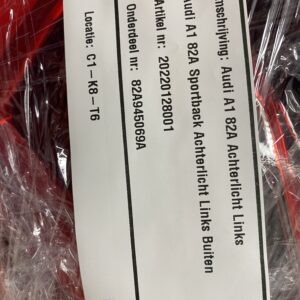 mschrijving: Audi A1 82A Achterlicht Links
Audi A1 82A Sportback Achterlicht Links Buiten
Artikel nr: 20220128001
Onderdeel nr: 82A945069A
Locatie: C1-K8-T6